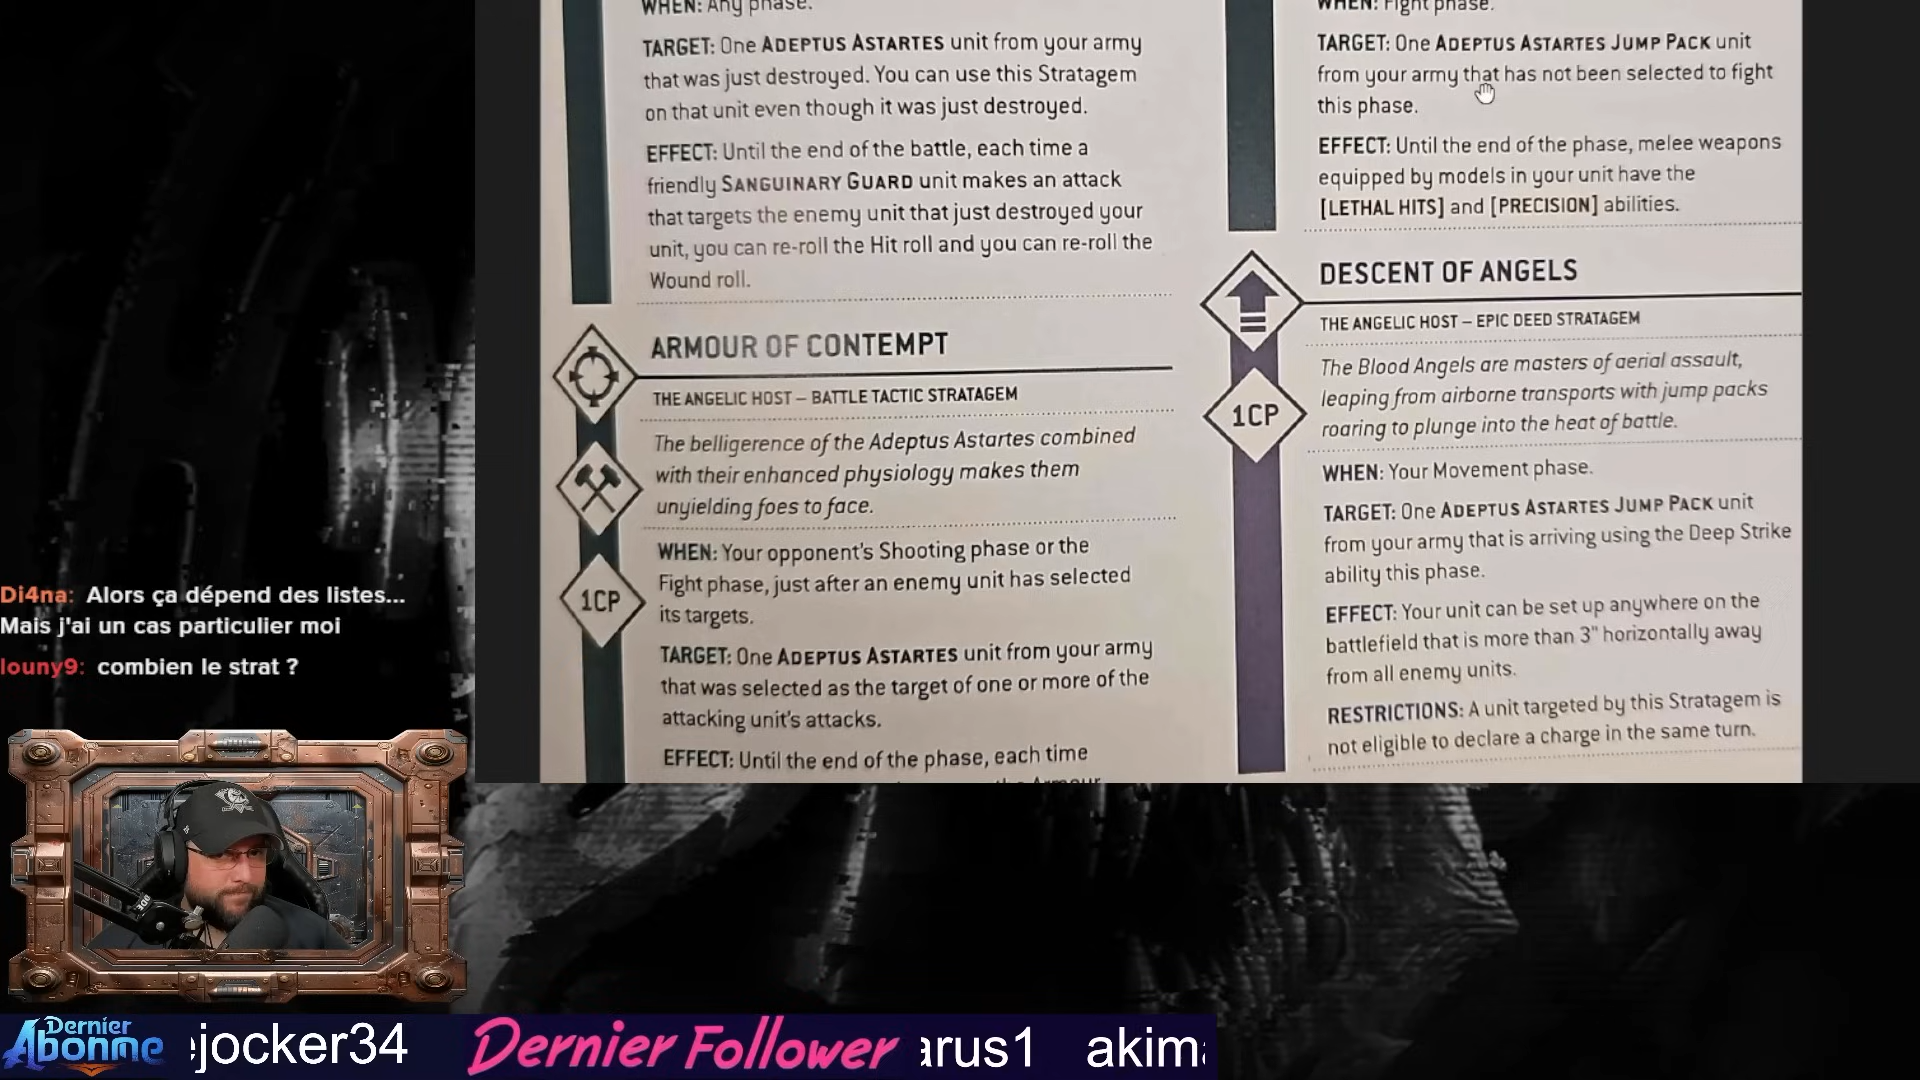 WHEN: Any phase.
TARGET: One ADEPTUS ASTARTES unit from your army
that was just destroyed. You can use this Stratagem
on that unit even though it was just destroyed.
EFFECT: Until the end of the battle, each time a
friendly SANGUINARY GUARD unit makes an attack
that targets the enemy unit that just destroyed your
unit, you can re-roll the Hit roll and you can re-roll the
Wound roll.
ARMOUR OF CONTEMPT
THE ANGELIC HOST – BATTLE TACTIC STRATAGEM
The belligerence of the Adeptus Astartes combined
with their enhanced physiology makes them
unyielding foes to face.
1CP
WHEN: Your opponent's Shooting phase or the
Fight phase, just after an enemy unit has selected
its targets.
TARGET: One ADEPTUS ASTARTES unit from your army
that was selected as the target of one or more of the
attacking unit's attacks.
EFFECT: Until the end of the phase, each time
WHEN: Fight phase.
TARGET: One ADEPTUS ASTARTES JUMP PACK unit
from your army that has not been selected to fight
this phase.
EFFECT: Until the end of the phase, melee weapons
equipped by models in your unit have the
[LETHAL HITS] and [PRECISION] abilities.
DESCENT OF ANGELS
THE ANGELIC HOST – EPIC DEED STRATAGEM
The Blood Angels are masters of aerial assault,
leaping from airborne transports with jump packs
roaring to plunge into the heat of battle.
1CP
WHEN: Your Movement phase.
TARGET: One ADEPTUS ASTARTES JUMP PACK unit
from your army that is arriving using the Deep Strike
ability this phase.
EFFECT: Your unit can be set up anywhere on the
battlefield that is more than 3" horizontally away
from all enemy units.
RESTRICTIONS: A unit targeted by this Stratagem is
not eligible to declare a charge in the same turn.
Di4na: Alors ça dépend des listes...
Mais j'ai un cas particulier moi
louny9: combien le strat ?
Dernier
Abonné
jocker34
Dernier Follower
arus1
akim